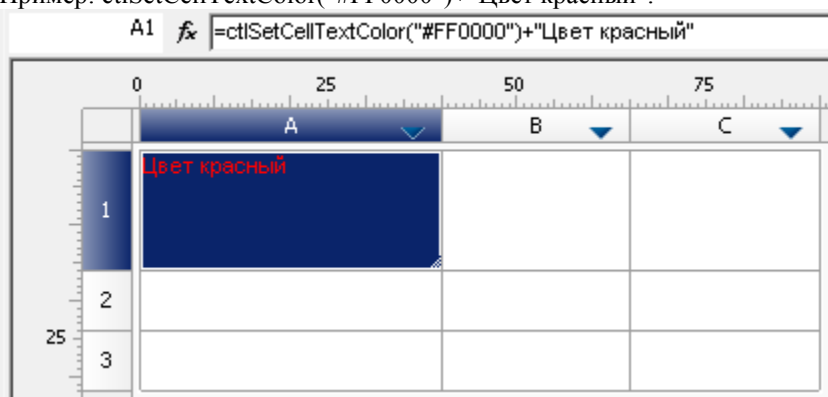 Пример: ctlSetCellTextColor("#FF0000")+"Цвет красный".
A1 fx =ctlSetCellTextColor("#FF0000")+"Цвет красный"
0 25 50 75
A B C
Цвет красный
1
2
25
3